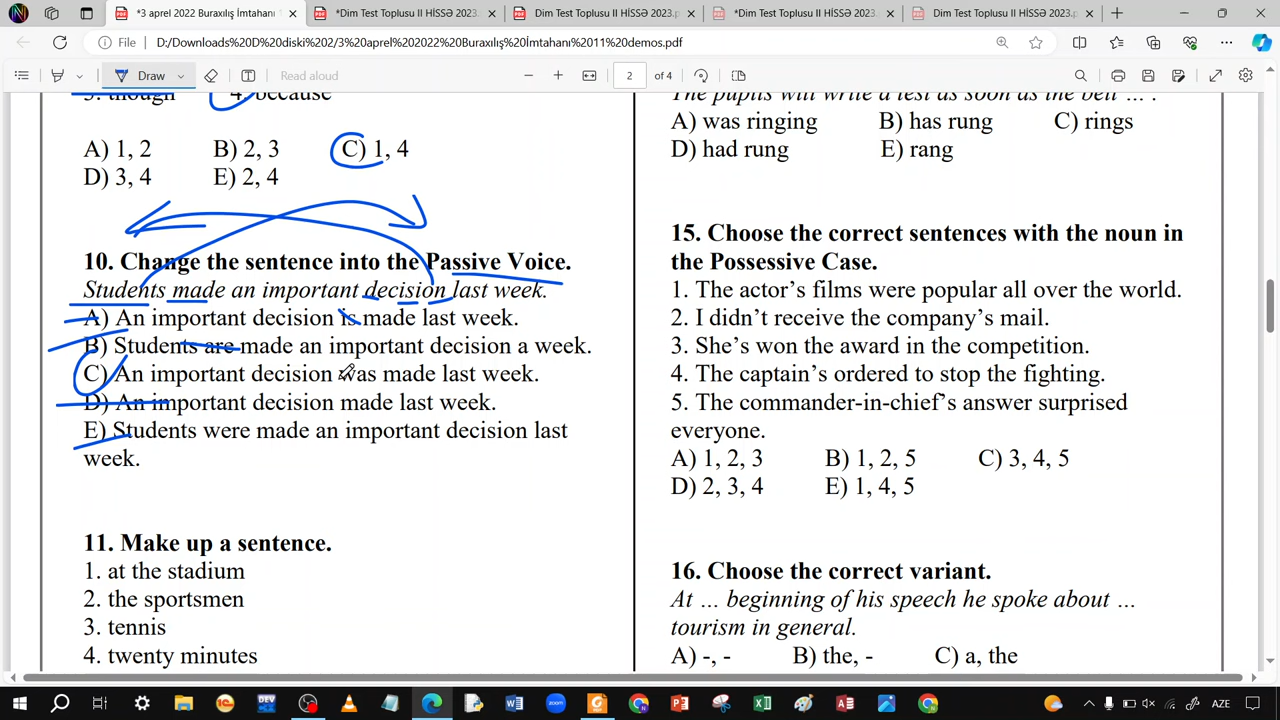 *3 aprel 2022 Buraxılış İmtahanı
*Dim Test Toplusu II HİSSƏ 2023.p
Dim Test Toplusu II HİSSƏ 2023.p
*Dim Test Toplusu II HİSSƏ 2023.p
Dim Test Toplusu II HİSSƏ 2023.p
File
D:/Downloads%20D%20diski%202/3%20aprel%202022%20Buraxılış%20İmtahanı%2011%20demos.pdf
Draw
Read aloud
2 of 4
3. though 4. because
A) 1, 2 B) 2, 3 C) 1, 4
D) 3, 4 E) 2, 4
10. Change the sentence into the Passive Voice.
Students made an important decision last week.
A) An important decision is made last week.
B) Students are made an important decision a week.
C) An important decision was made last week.
D) An important decision made last week.
E) Students were made an important decision last
week.
11. Make up a sentence.
1. at the stadium
2. the sportsmen
3. tennis
4. twenty minutes
The pupils will write a test as soon as the bell … .
A) was ringing B) has rung C) rings
D) had rung E) rang
15. Choose the correct sentences with the noun in
the Possessive Case.
1. The actor’s films were popular all over the world.
2. I didn’t receive the company’s mail.
3. She’s won the award in the competition.
4. The captain’s ordered to stop the fighting.
5. The commander-in-chief’s answer surprised
everyone.
A) 1, 2, 3 B) 1, 2, 5 C) 3, 4, 5
D) 2, 3, 4 E) 1, 4, 5
16. Choose the correct variant.
At … beginning of his speech he spoke about …
tourism in general.
A) -, - B) the, - C) a, the
AZE